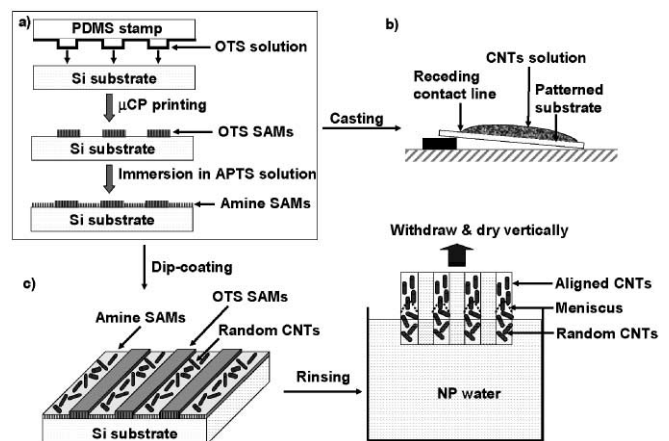 a)
PDMS stamp
OTS solution
Si substrate
μCP printing
OTS SAMs
Si substrate
Immersion in APTS solution
Amine SAMs
Si substrate
Casting
b)
CNTs solution
Receding
contact line
Patterned
substrate
Dip-coating
c)
OTS SAMs
Amine SAMs
Random CNTs
Si substrate
Rinsing
Withdraw & dry vertically
Aligned CNTs
Meniscus
Random CNTs
NP water